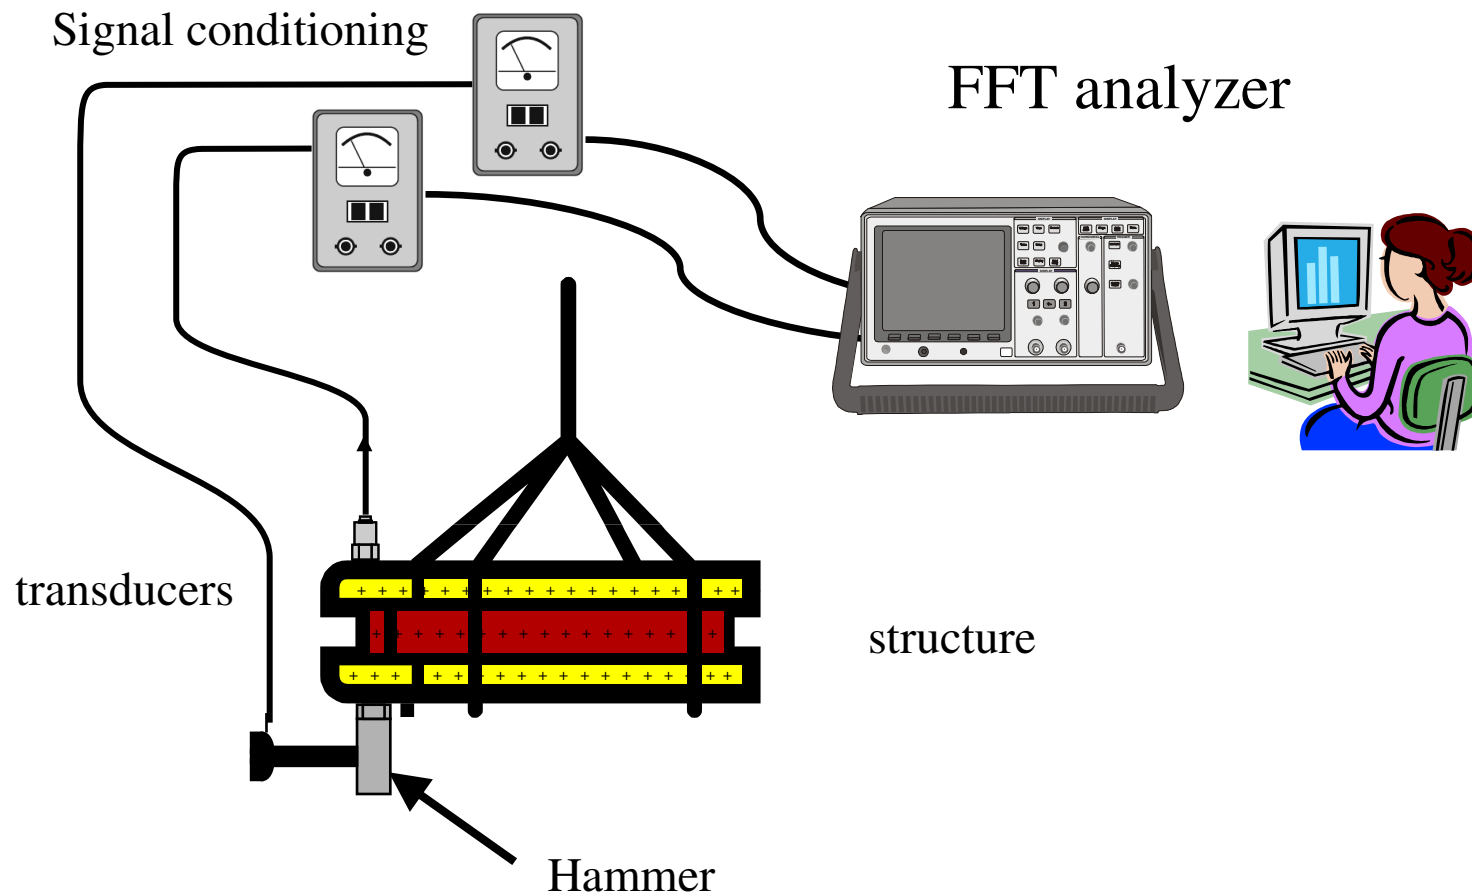 Signal conditioning
FFT analyzer
transducers
structure
Hammer